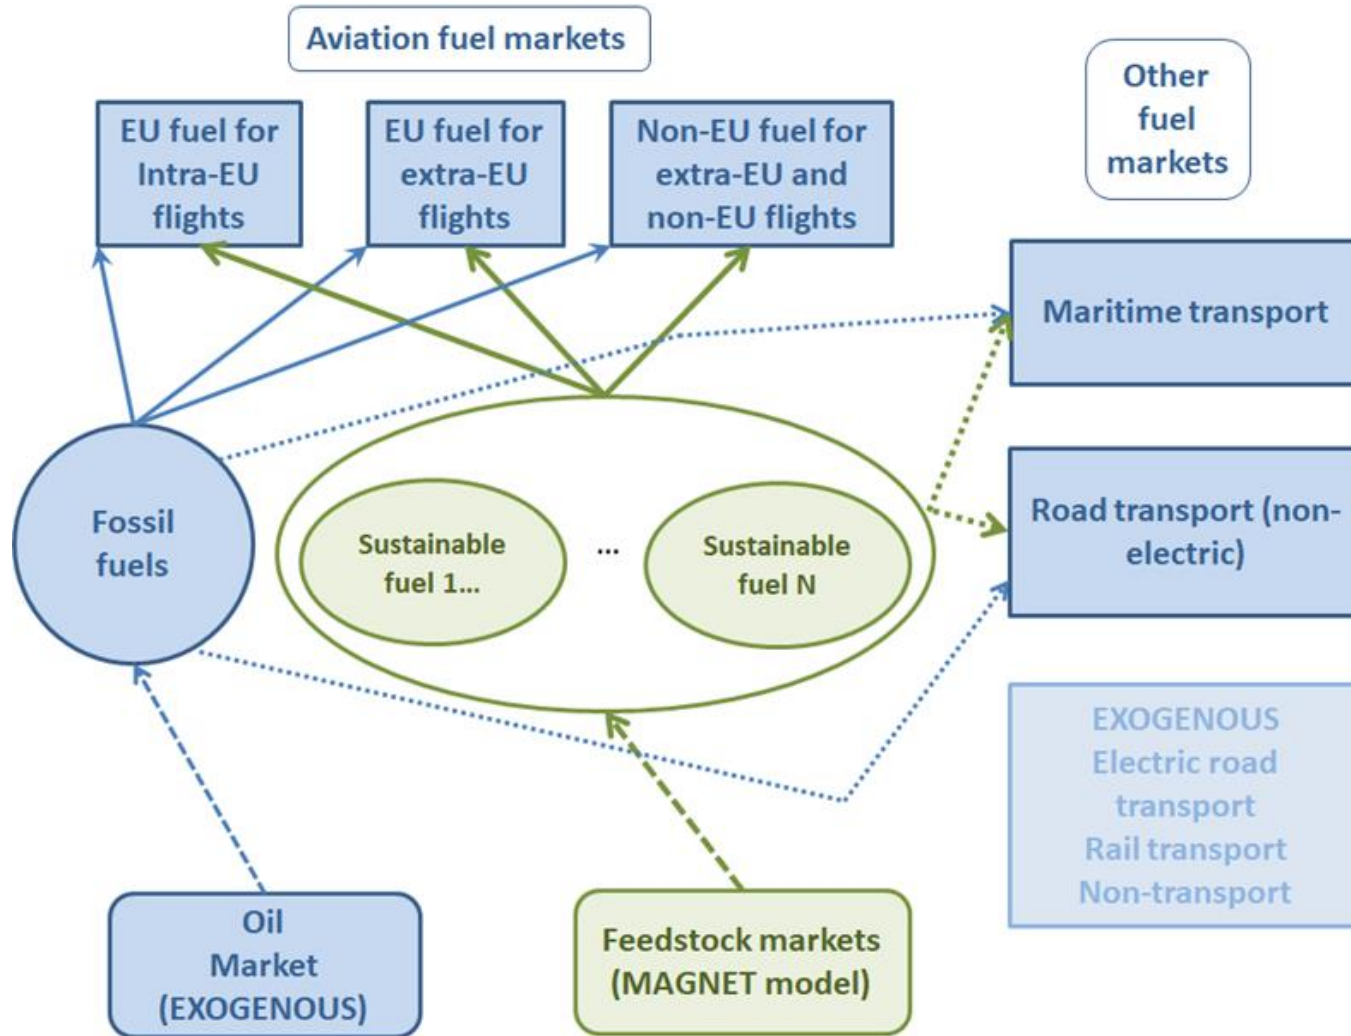 Aviation fuel markets
Other
fuel
markets
EU fuel for
Intra-EU
flights
EU fuel for
extra-EU
flights
Non-EU fuel for
extra-EU and
non-EU flights
Maritime transport
Fossil
fuels
Sustainable
fuel 1...
...
Sustainable
fuel N
Road transport (non-
electric)
EXOGENOUS
Electric road
transport
Rail transport
Non-transport
Oil
Market
(EXOGENOUS)
Feedstock markets
(MAGNET model)